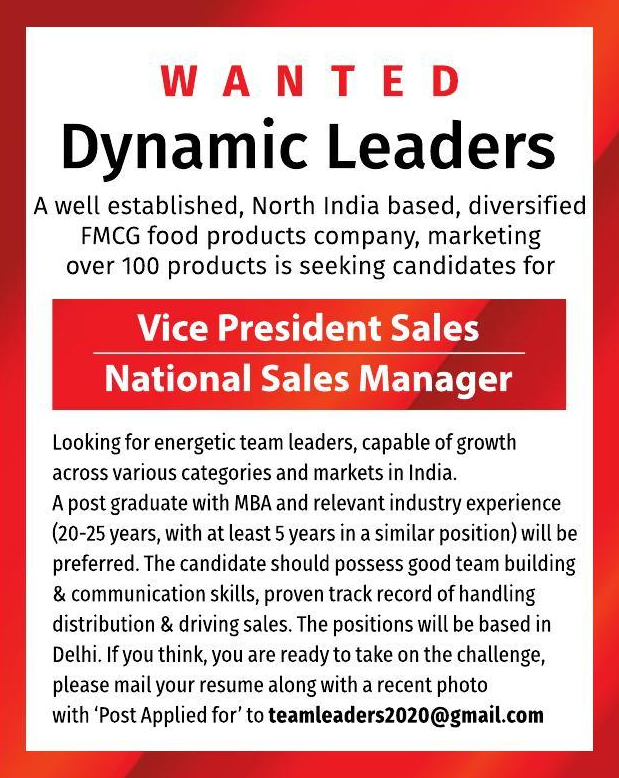 WANTED
Dynamic Leaders
A well established, North India based, diversified
FMCG food products company, marketing
over 100 products is seeking candidates for
Vice President Sales
National Sales Manager
Looking for energetic team leaders, capable of growth
across various categories and markets in India.
A post graduate with MBA and relevant industry experience
(20-25 years, with at least 5 years in a similar position) will be
preferred. The candidate should possess good team building
& communication skills, proven track record of handling
distribution & driving sales. The positions will be based in
Delhi. If you think, you are ready to take on the challenge,
please mail your resume along with a recent photo
with ‘Post Applied for’ to teamleaders2020@gmail.com